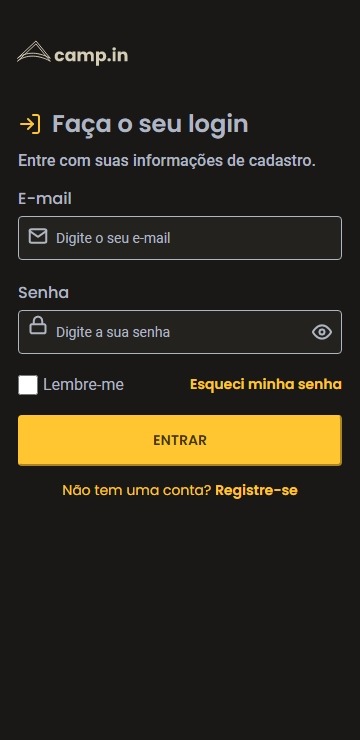 camp.in
Faça o seu login
Entre com suas informações de cadastro.
E-mail
Digite o seu e-mail
Senha
Digite a sua senha
Lembre-me Esqueci minha senha
ENTRAR
Não tem uma conta? Registre-se